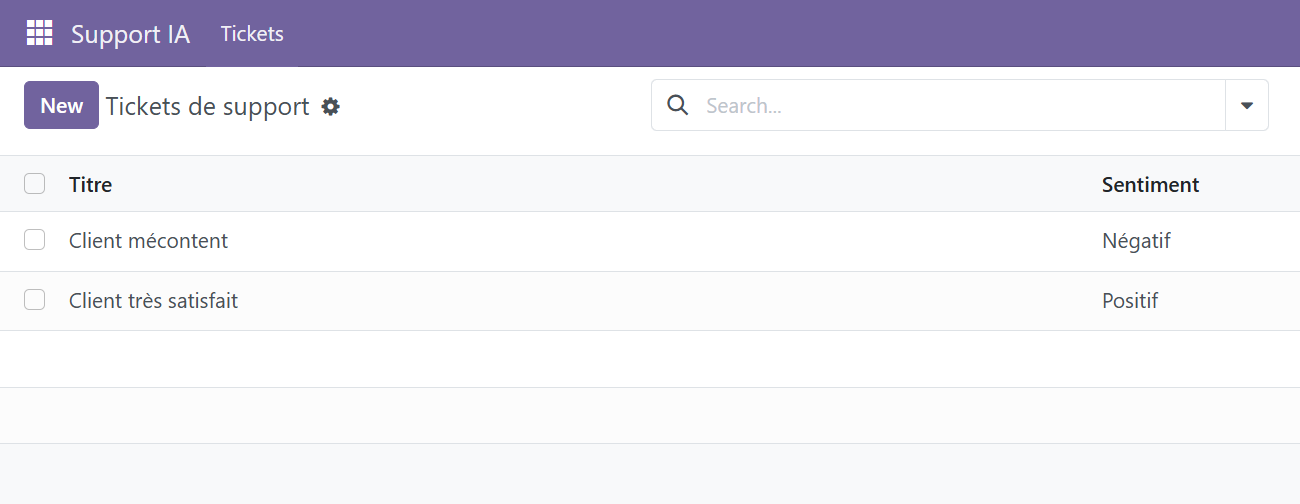 Support IA Tickets
New Tickets de support Search...
Titre Sentiment
Client mécontent Négatif
Client très satisfait Positif